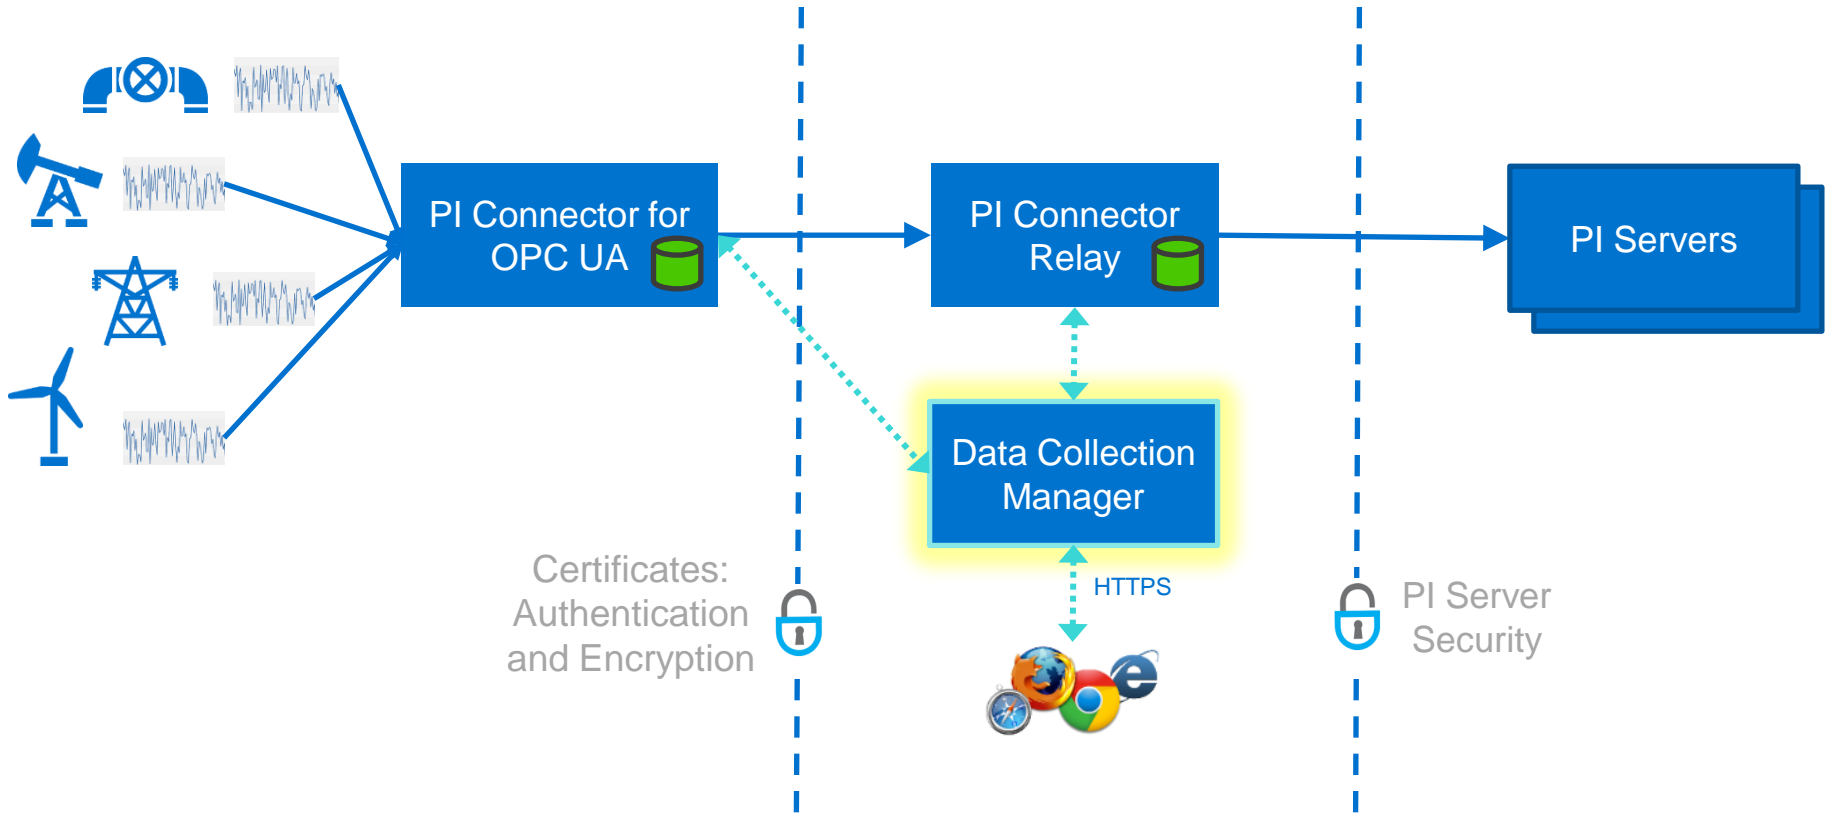 PI Connector for
OPC UA
PI Connector
Relay
PI Servers
Data Collection
Manager
HTTPS
Certificates:
Authentication
and Encryption
PI Server
Security